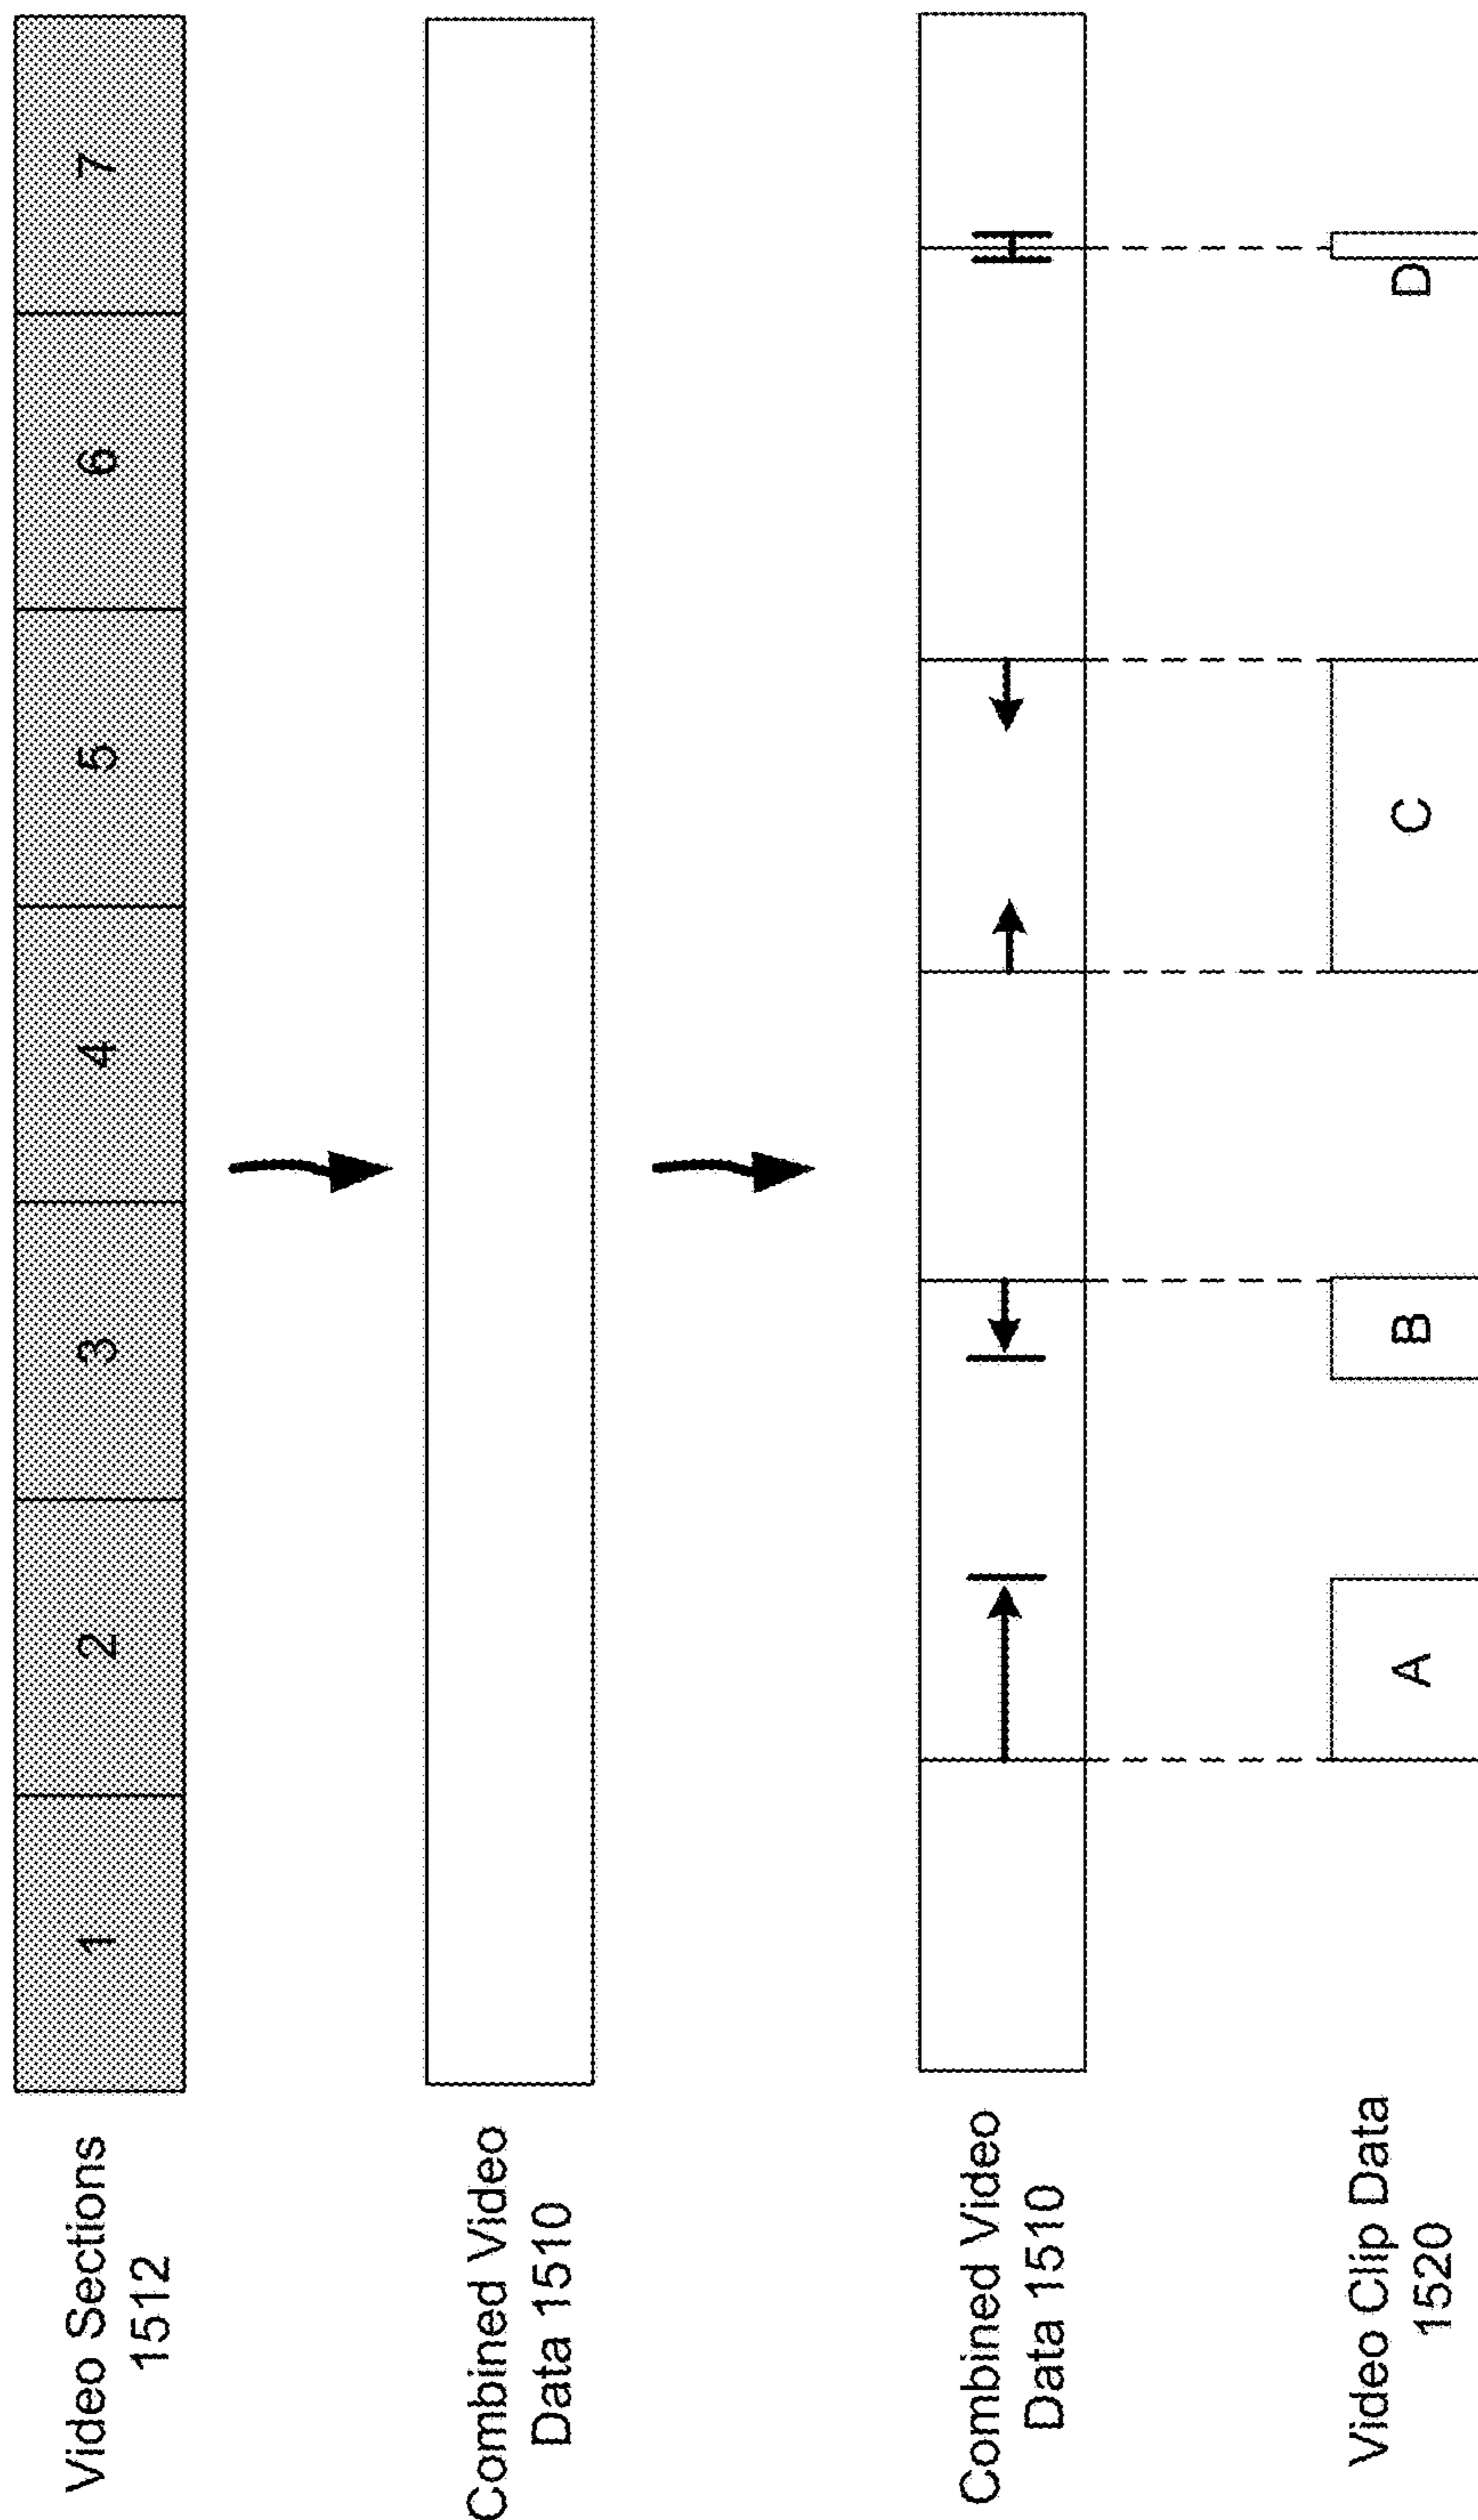 Video Sections
1512
1 2 3 4 5 6 7
Combined Video
Data 1510
Combined Video
Data 1510
Video Clip Data
1520
A B C D